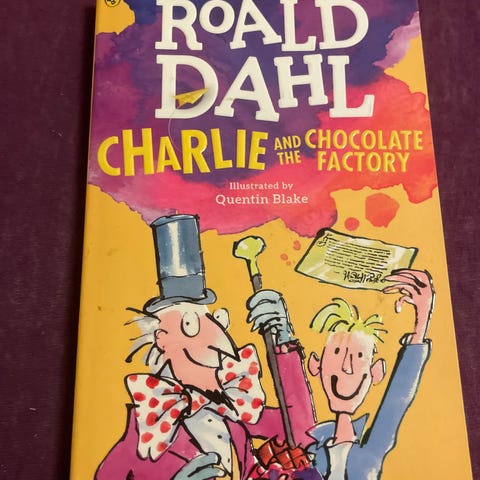 ROALD
DAHL
CHARLIE AND THE CHOCOLATE FACTORY
Illustrated by
Quentin Blake